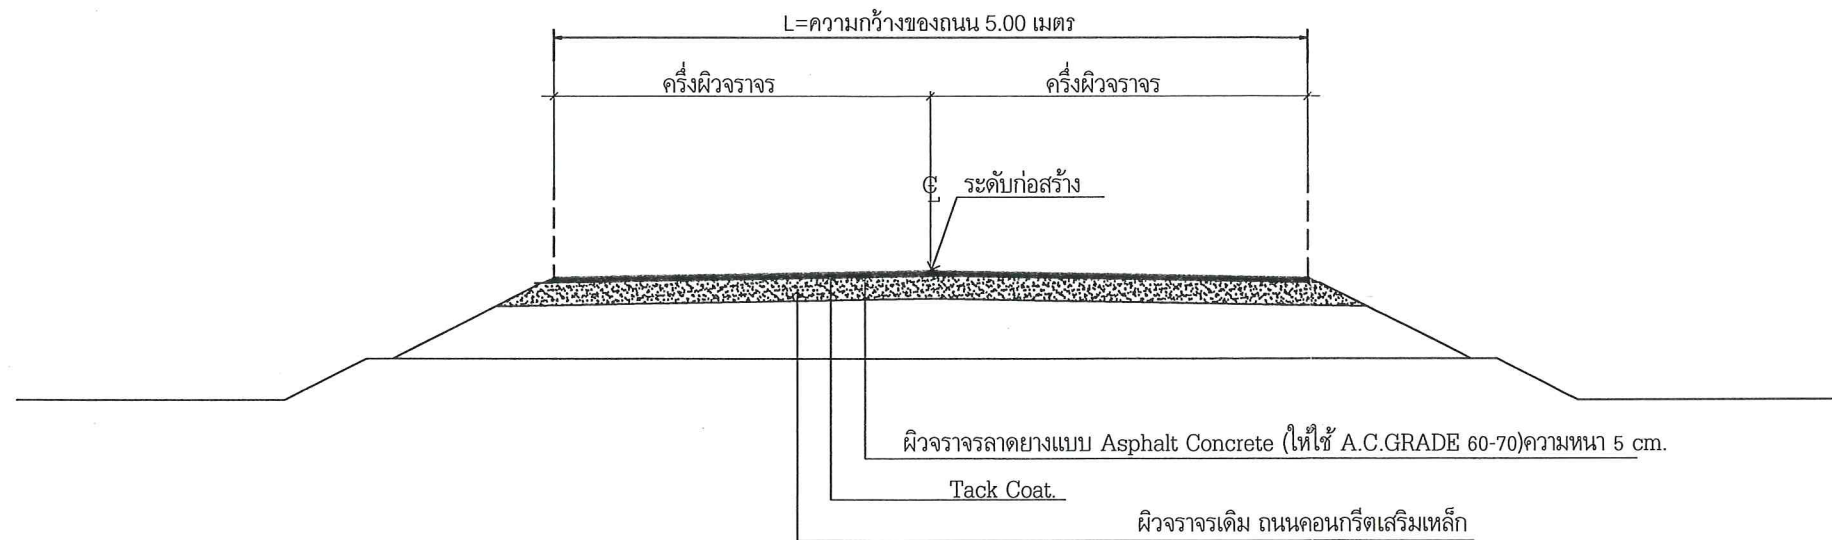 L=ความกว้างของถนน 5.00 เมตร
ครึ่งผิวจราจร
ครึ่งผิวจราจร
℄ ระดับก่อสร้าง
ผิวจราจรลาดยางแบบ Asphalt Concrete (ให้ใช้ A.C.GRADE 60-70)ความหนา 5 cm.
Tack Coat.
ผิวจราจรเดิม ถนนคอนกรีตเสริมเหล็ก